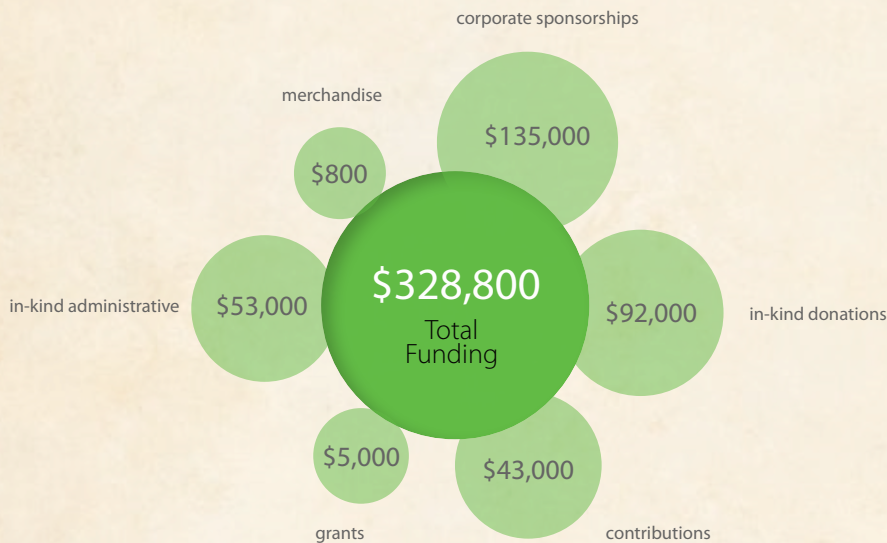 corporate sponsorships
merchandise
$135,000
$800
$328,800
Total
Funding
in-kind administrative
$53,000
$92,000
in-kind donations
$5,000
$43,000
grants
contributions